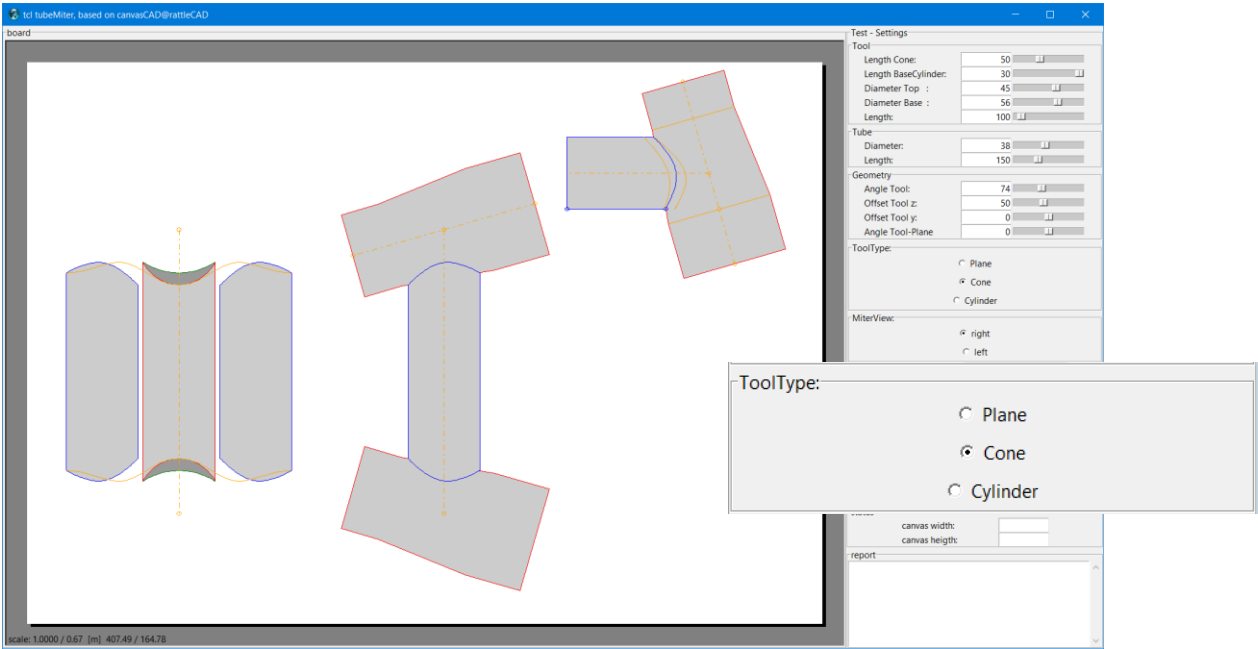 tcl tubeMiter, based on canvasCAD@rattleCAD
board
Test - Settings
Tool
Length Cone: 50
Length BaseCylinder: 30
Diameter Top : 45
Diameter Base : 56
Length: 100
Tube
Diameter: 38
Length: 150
Geometry
Angle Tool: 74
Offset Tool z: 50
Offset Tool y: 0
Angle Tool-Plane 0
ToolType:
Plane
Cone
Cylinder
MiterView:
right
left
ToolType:
Plane
Cone
Cylinder
canvas width:
canvas heigth:
report
scale: 1.0000 / 0.67 [m] 407.49 / 164.78